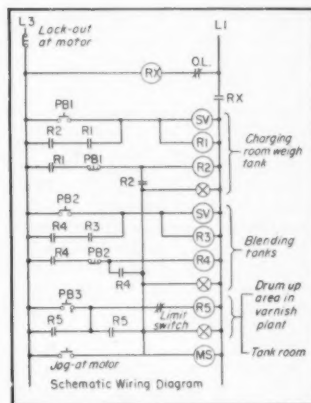 L3
L1
Lock-out
at motor
RX
O.L.
RX
PB1
SV
R2
R1
R1
R1
PB1
R2
R2
Charging
room weigh
tank
PB2
SV
R4
R3
R3
R4
PB2
R4
R4
Blending
tanks
PB3
R5
Limit
switch
R5
R5
Drum up
area in
varnish
plant
Tank room
MS
Jog-at motor
Schematic Wiring Diagram